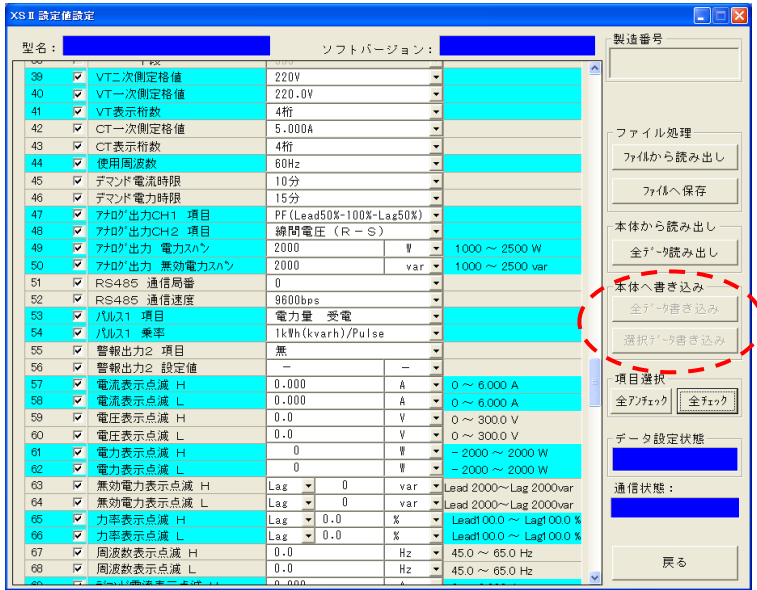 XSⅡ 設定値設定
型名：
ソフトバージョン：
39 VT二次側定格値 220V
40 VT一次側定格値 220.0V
41 VT表示桁数 4桁
42 CT一次側定格値 5.000A
43 CT表示桁数 4桁
44 使用周波数 60Hz
45 デマンド電流時限 10分
46 デマンド電力時限 15分
47 ｱﾅﾛｸﾞ出力CH1 項目 PF(Lead50%-100%-Lag50%)
48 ｱﾅﾛｸﾞ出力CH2 項目 線間電圧（Ｒ－Ｓ）
49 ｱﾅﾛｸﾞ出力 電力ｽﾊﾟﾝ 2000 W 1000 ～ 2500 W
50 ｱﾅﾛｸﾞ出力 無効電力ｽﾊﾟﾝ 2000 var 1000 ～ 2500 var
51 RS485 通信局番 0
52 RS485 通信速度 9600bps
53 ﾊﾟﾙｽ1 項目 電力量 受電
54 ﾊﾟﾙｽ1 乗率 1kWh(kvarh)/Pulse
55 警報出力2 項目 無
56 警報出力2 設定値 － －
57 電流表示点滅 H 0.000 A 0 ～ 6.000 A
58 電流表示点滅 L 0.000 A 0 ～ 6.000 A
59 電圧表示点滅 H 0.0 V 0 ～ 300.0 V
60 電圧表示点滅 L 0.0 V 0 ～ 300.0 V
61 電力表示点滅 H 0 W －2000 ～ 2000 W
62 電力表示点滅 L 0 W －2000 ～ 2000 W
63 無効電力表示点滅 H Lag 0 var Lead 2000～Lag 2000var
64 無効電力表示点滅 L Lag 0 var Lead 2000～Lag 2000var
65 力率表示点滅 H Lag 0.0 % Lead100.0 ～ Lag100.0 %
66 力率表示点滅 L Lag 0.0 % Lead100.0 ～ Lag100.0 %
67 周波数表示点滅 H 0.0 Hz 45.0 ～ 65.0 Hz
68 周波数表示点滅 L 0.0 Hz 45.0 ～ 65.0 Hz
製造番号
ファイル処理
ﾌｧｲﾙから読み出し
ﾌｧｲﾙへ保存
本体から読み出し
全ﾃﾞｰﾀ読み出し
本体へ書き込み
全ﾃﾞｰﾀ書き込み
選択ﾃﾞｰﾀ書き込み
項目選択
全ｱﾝﾁｪｯｸ 全ﾁｪｯｸ
データ設定状態
通信状態：
戻る